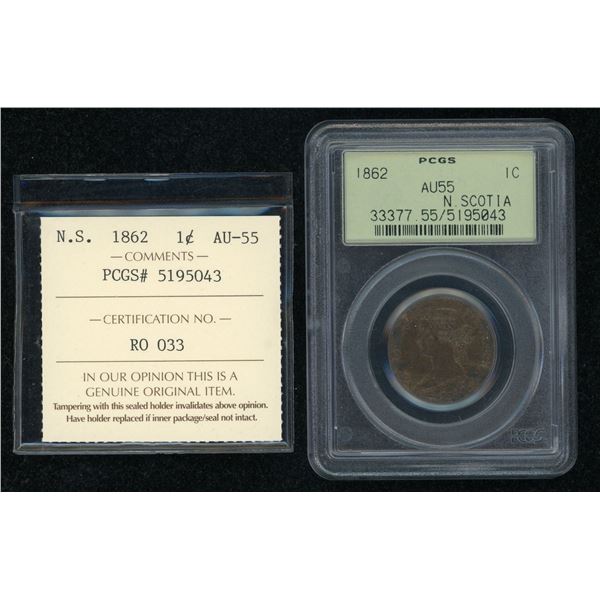 N.S. 1862 1¢ AU-55
— COMMENTS —
PCGS# 5195043
— CERTIFICATION NO. —
RO 033
IN OUR OPINION THIS IS A
GENUINE ORIGINAL ITEM.
Tampering with this sealed holder invalidates above opinion.
Have holder replaced if inner package/seal not intact.
PCGS
1862 1C
AU55
N.SCOTIA
33377.55/5195043
PCGS